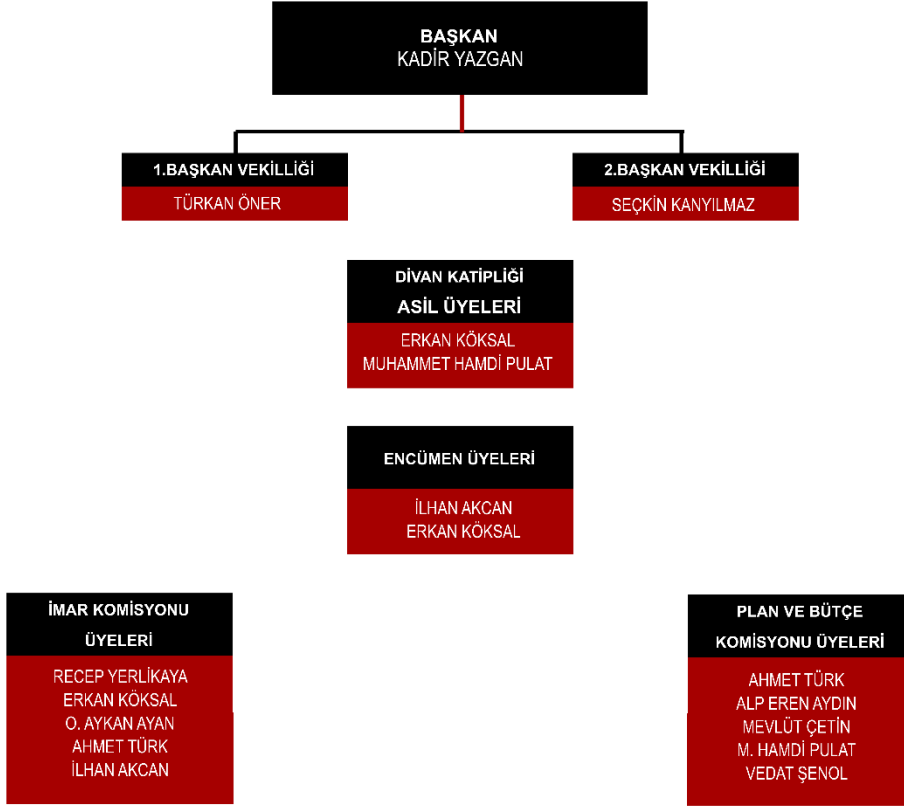 BAŞKAN
KADİR YAZGAN
1.BAŞKAN VEKİLLİĞİ
TÜRKAN ÖNER
2.BAŞKAN VEKİLLİĞİ
SEÇKİN KANYILMAZ
DİVAN KATİPLİĞİ
ASİL ÜYELERİ
ERKAN KÖKSAL
MUHAMMET HAMDİ PULAT
ENCÜMEN ÜYELERİ
İLHAN AKCAN
ERKAN KÖKSAL
İMAR KOMİSYONU
ÜYELERİ
RECEP YERLİKAYA
ERKAN KÖKSAL
O. AYKAN AYAN
AHMET TÜRK
İLHAN AKCAN
PLAN VE BÜTÇE
KOMİSYONU ÜYELERİ
AHMET TÜRK
ALP EREN AYDIN
MEVLÜT ÇETİN
M. HAMDİ PULAT
VEDAT ŞENOL